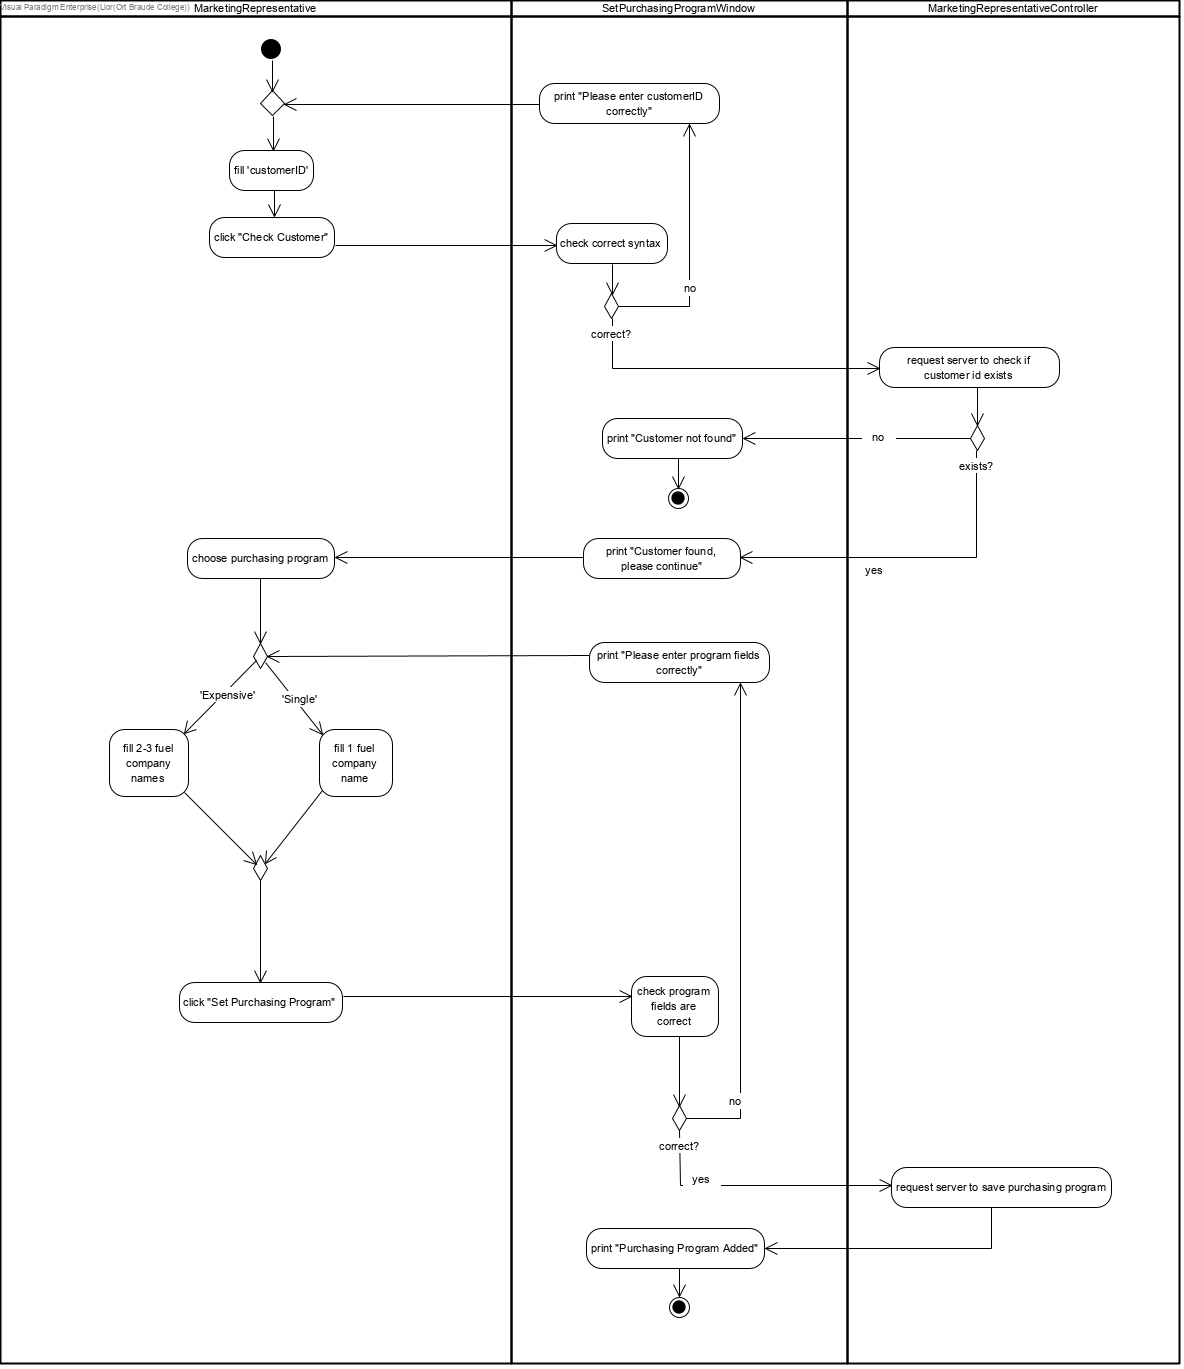 Visual Paradigm Enterprise(Lior(Ort Braude College))
MarketingRepresentative
SetPurchasingProgramWindow
MarketingRepresentativeController
print "Please enter customerID
correctly"
fill 'customerID'
click "Check Customer"
check correct syntax
no
correct?
request server to check if
customer id exists
print "Customer not found"
no
exists?
choose purchasing program
print "Customer found,
please continue"
yes
print "Please enter program fields
correctly"
'Expensive'
'Single'
fill 2-3 fuel
company
names
fill 1 fuel
company
name
click "Set Purchasing Program"
check program
fields are
correct
no
correct?
yes
request server to save purchasing program
print "Purchasing Program Added"